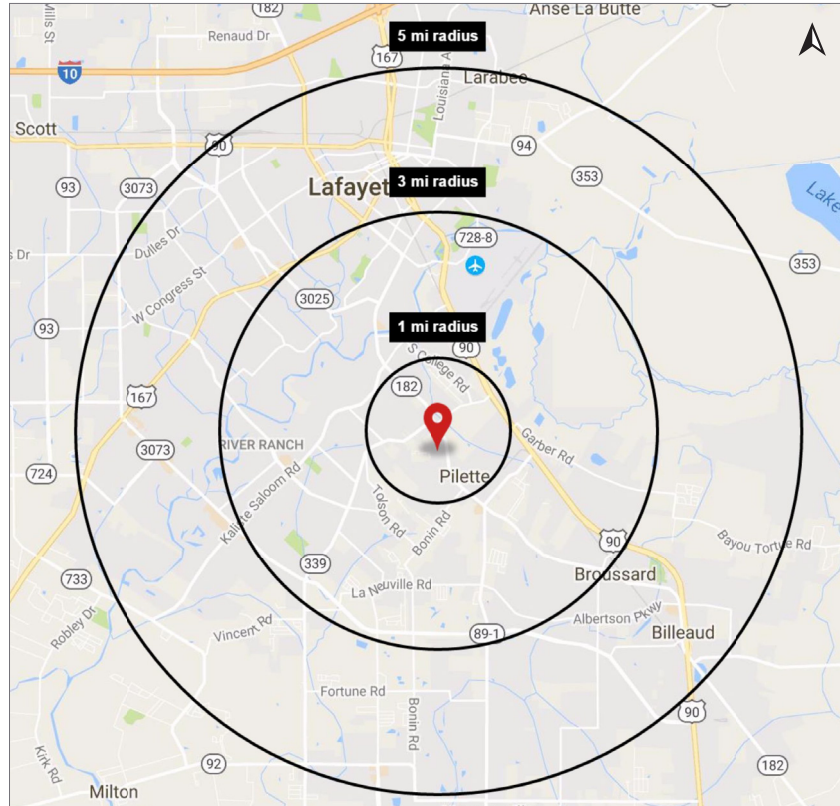 Mills St
182
Anse La Butte
Renaud Dr
5 mi radius
167
10
Louisiana A
Larabee
Scott
90
94
93
3073
Lafayet
3 mi radius
353
Lake
Dulles Dr
728-8
s Dr
353
W Congress St
3025
93
1 mi radius
90
S College Rd
182
167
RIVER RANCH
3073
Garber Rd
724
Pilette
Kaliste Saloom Rd
Tolson Rd
Bonin Rd
90
Bayou Tortue Rd
339
Broussard
733
La Neuville Rd
Robley Dr
Vincent Rd
89-1
Albertson Pkwy
Billeaud
Fortune Rd
Bonin Rd
90
Kirk Rd
92
182
Milton